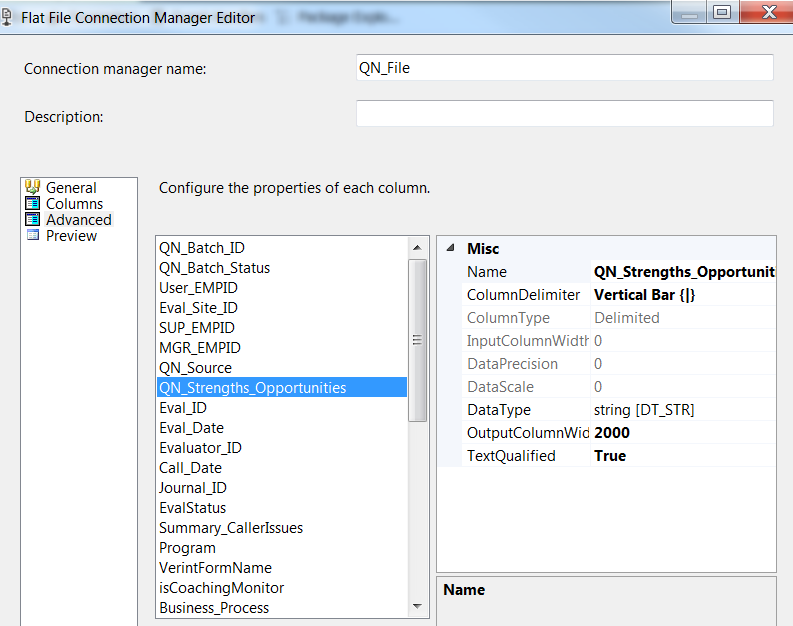 Flat File Connection Manager Editor
Connection manager name:
QN_File
Description:
General
Columns
Advanced
Preview
Configure the properties of each column.
QN_Batch_ID
QN_Batch_Status
User_EMPID
Eval_Site_ID
SUP_EMPID
MGR_EMPID
QN_Source
QN_Strengths_Opportunities
Eval_ID
Eval_Date
Evaluator_ID
Call_Date
Journal_ID
EvalStatus
Summary_CallerIssues
Program
VerintFormName
isCoachingMonitor
Business_Process
Misc
Name QN_Strengths_Opportunit
ColumnDelimiter Vertical Bar {|}
ColumnType Delimited
InputColumnWidth 0
DataPrecision 0
DataScale 0
DataType string [DT_STR]
OutputColumnWid 2000
TextQualified True
Name